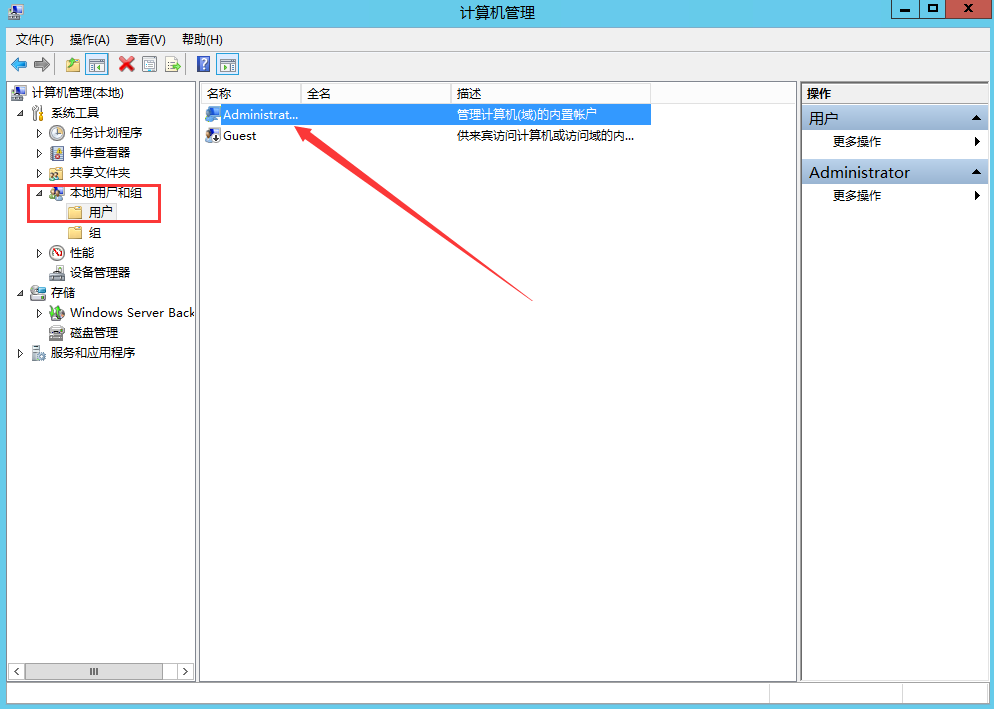 计算机管理
文件(F) 操作(A) 查看(V) 帮助(H)
计算机管理(本地)
系统工具
任务计划程序
事件查看器
共享文件夹
本地用户和组
用户
组
性能
设备管理器
存储
Windows Server Back
磁盘管理
服务和应用程序
名称 全名 描述
Administrat... 管理计算机(域)的内置帐户
Guest 供来宾访问计算机或访问域的内...
操作
用户
更多操作
Administrator
更多操作